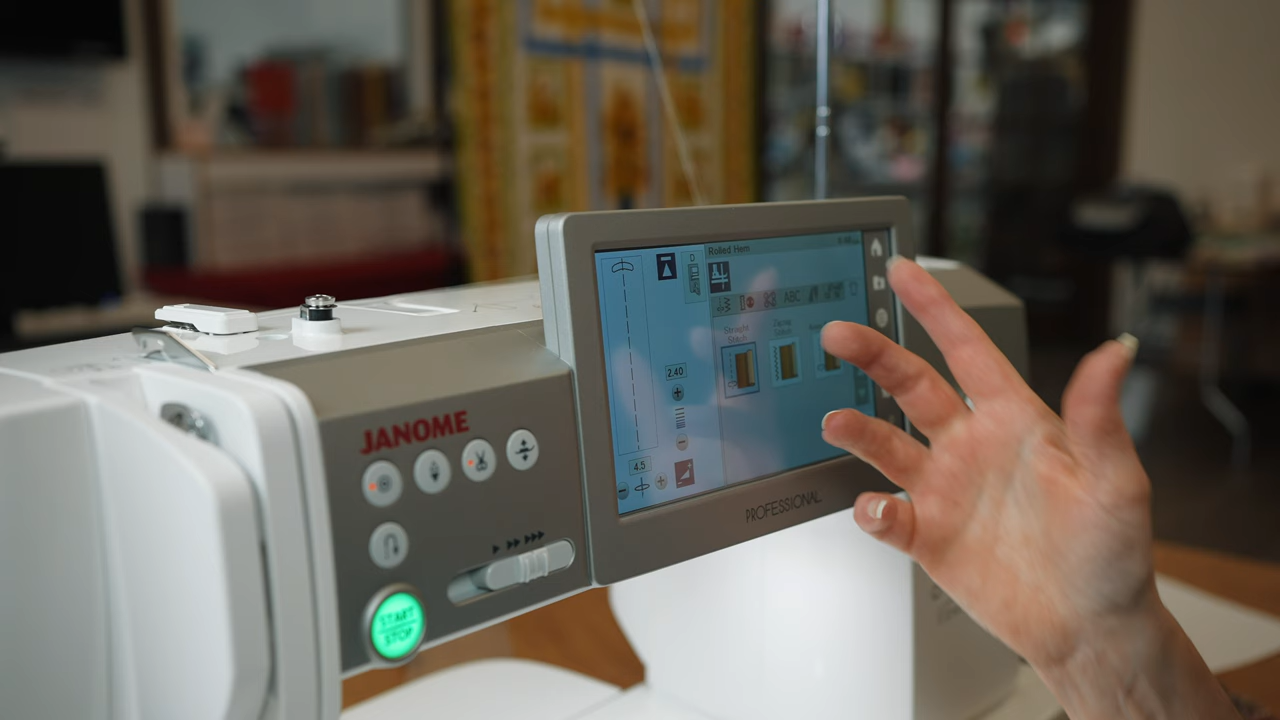 JANOME
START
STOP
PROFESSIONAL
Rolled Hem
D
ABC
Straight
Stitch
Zigzag
Stitch
2.40
4.5